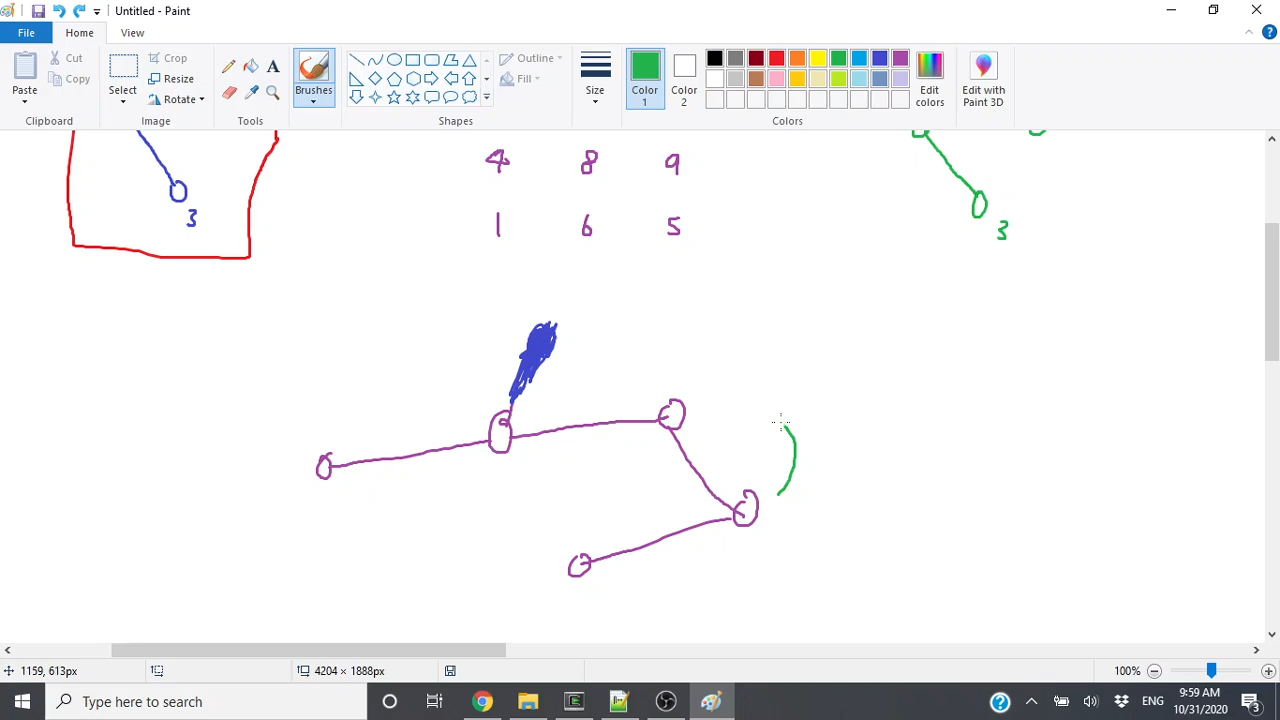 Untitled - Paint
File Home View
Paste
Cut
Copy
Clipboard
Select
Crop
Resize
Rotate
Image
A
Tools
Brushes
Outline
Fill
Shapes
Size
Color 1
Color 2
Edit colors
Edit with Paint 3D
Colors
4 8 9
3
1 6 5
3
1159, 613px
4204 × 1888px
100%
Type here to search
ENG
9:59 AM
10/31/2020
3